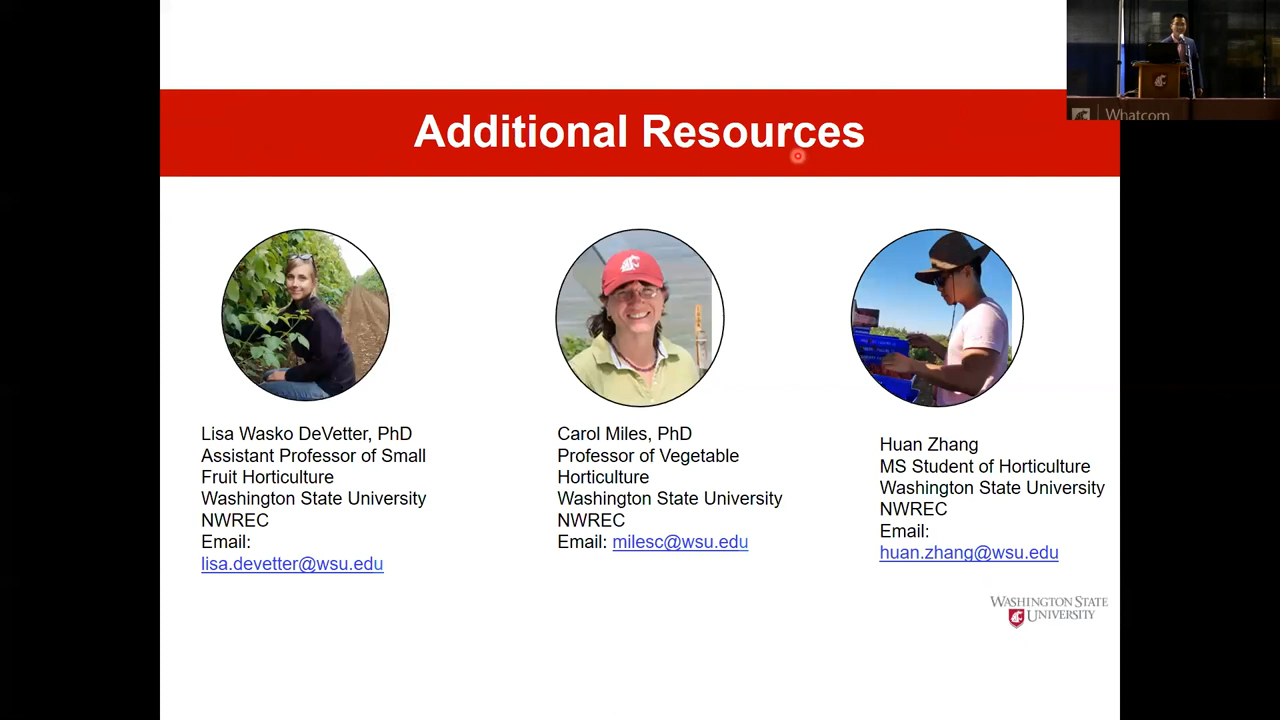 Additional Resources
Whatcom
Lisa Wasko DeVetter, PhD
Assistant Professor of Small
Fruit Horticulture
Washington State University
NWREC
Email:
lisa.devetter@wsu.edu
Carol Miles, PhD
Professor of Vegetable
Horticulture
Washington State University
NWREC
Email: milesc@wsu.edu
Huan Zhang
MS Student of Horticulture
Washington State University
NWREC
Email:
huan.zhang@wsu.edu
WASHINGTON STATE
UNIVERSITY